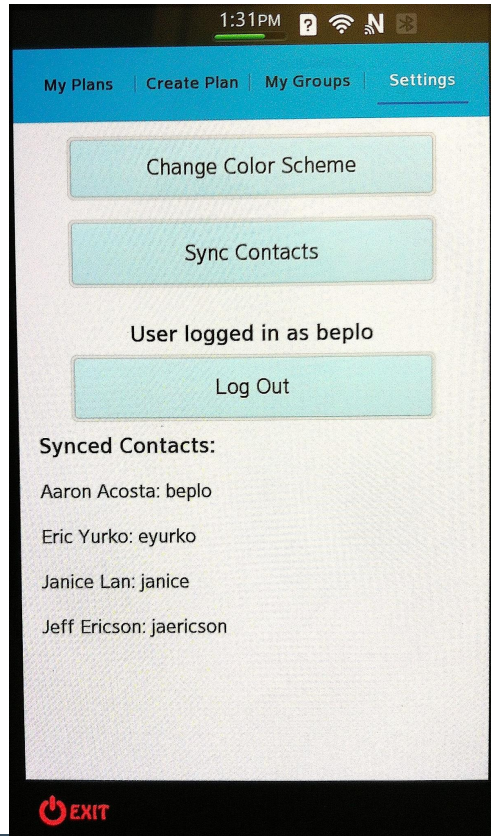 1:31PM
My Plans Create Plan My Groups Settings
Change Color Scheme
Sync Contacts
User logged in as beplo
Log Out
Synced Contacts:
Aaron Acosta: beplo
Eric Yurko: eyurko
Janice Lan: janice
Jeff Ericson: jaericson
EXIT